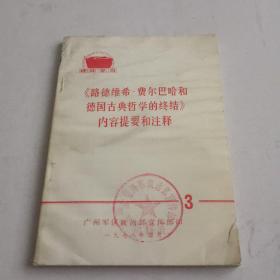 《路德维希·费尔巴哈和
德国古典哲学的终结》
内容提要和注释
3
广州军区政治部宣传部印